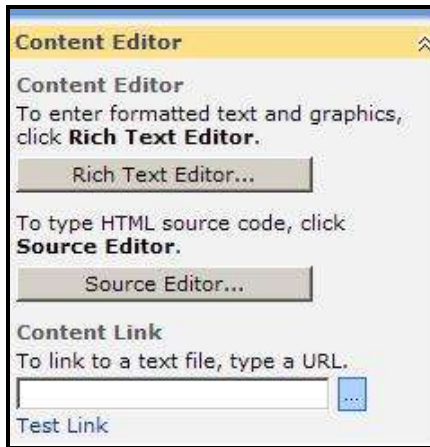 Content Editor
Content Editor
To enter formatted text and graphics,
click Rich Text Editor.
Rich Text Editor...
To type HTML source code, click
Source Editor.
Source Editor...
Content Link
To link to a text file, type a URL.
...
Test Link